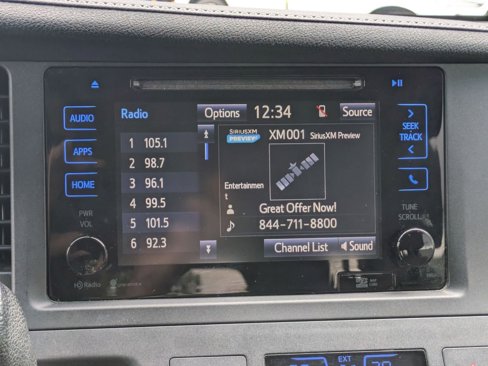 Radio
Options
12:34
Source
AUDIO
APPS
HOME
PWR
VOL
1 105.1
2 98.7
3 96.1
4 99.5
5 101.5
6 92.3
SIRIUSXM
PREVIEW
XM001 SiriusXM Preview
Entertainmen
t
Great Offer Now!
844-711-8800
Channel List
Sound
SEEK
TRACK
TUNE
SCROLL
HD Radio
EXT